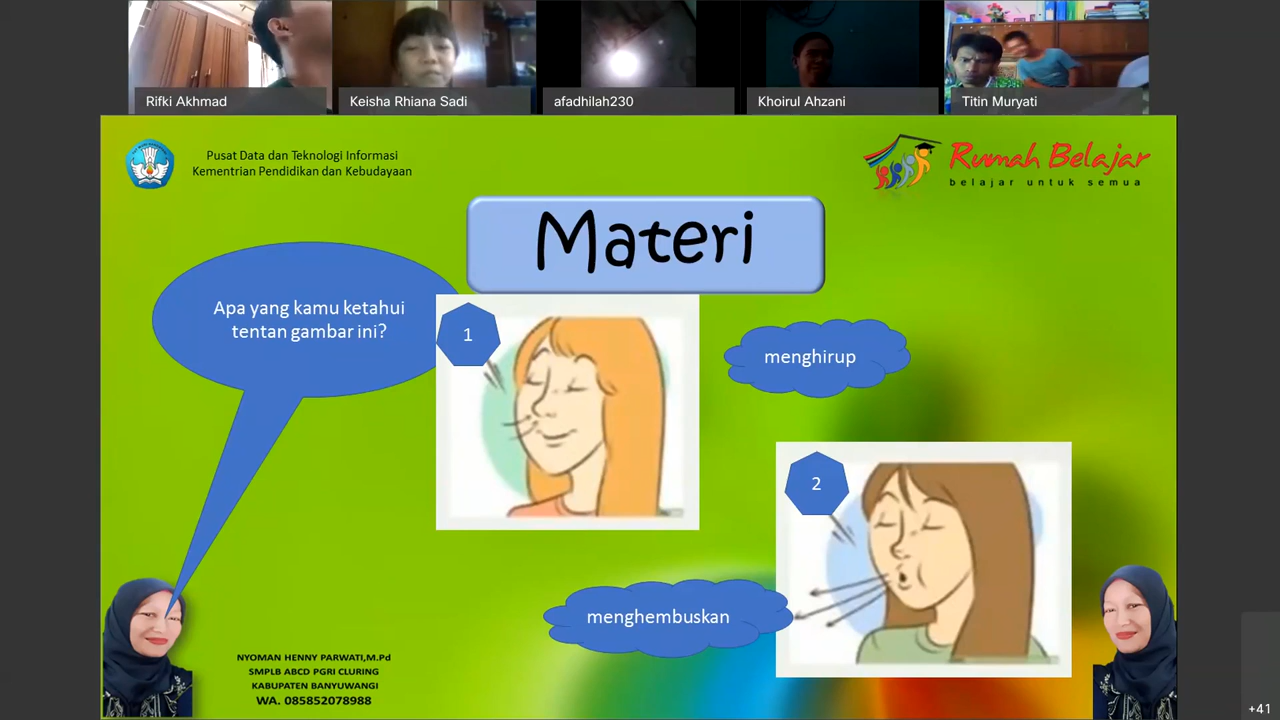 Rifki Akhmad
Keisha Rhiana Sadi
afadhilah230
Khoirul Ahzani
Titin Muryati
Pusat Data dan Teknologi Informasi
Kementrian Pendidikan dan Kebudayaan
Rumah Belajar
belajar untuk semua
Materi
Apa yang kamu ketahui
tentan gambar ini?
1
menghirup
2
menghembuskan
NYOMAN HENNY PARWATI,M.Pd
SMPLB ABCD PGRI CLURING
KABUPATEN BANYUWANGI
WA. 085852078988
+41